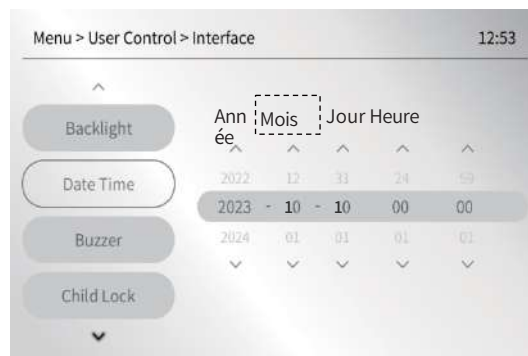 Menu > User Control > Interface 12:53
Backlight
Date Time
Buzzer
Child Lock
Ann
ée Mois Jour Heure
2022 12 31 24 59
2023 - 10 - 10 00 00
2024 01 01 01 01